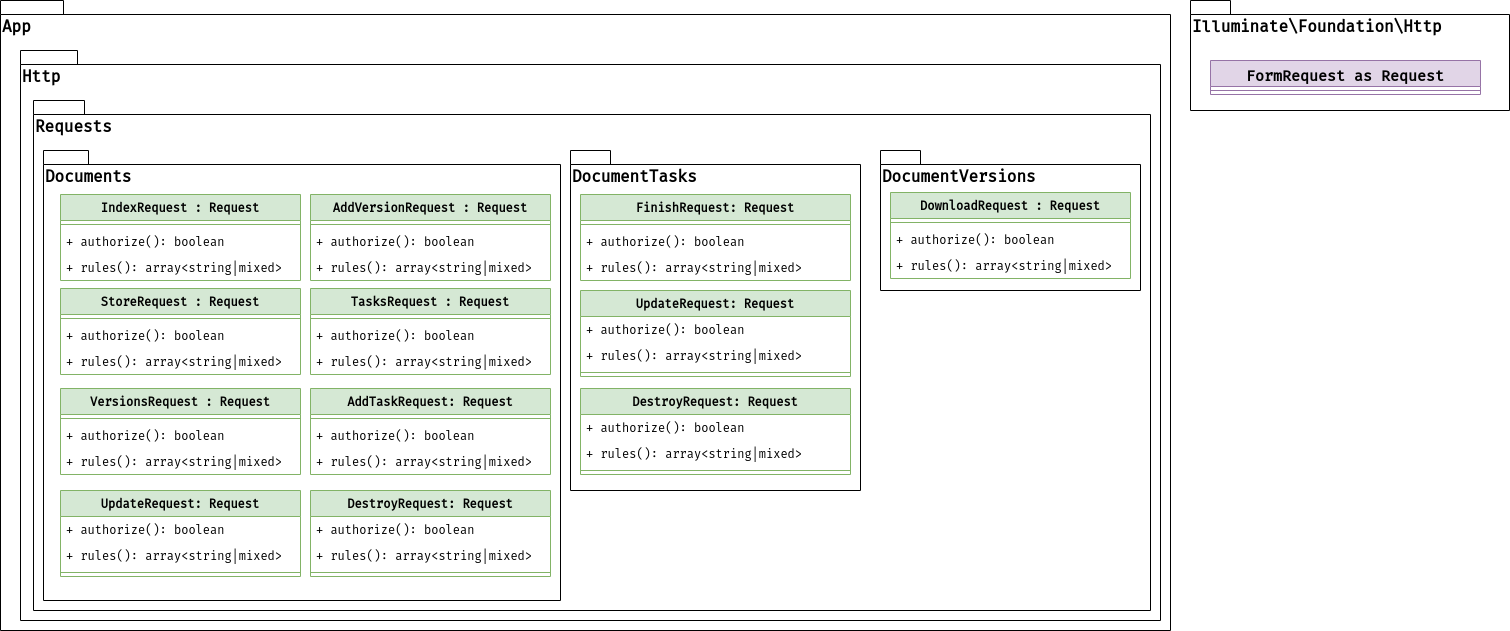 App
Http
Requests
Documents
IndexRequest : Request
+ authorize(): boolean
+ rules(): array<string|mixed>
AddVersionRequest : Request
+ authorize(): boolean
+ rules(): array<string|mixed>
StoreRequest : Request
+ authorize(): boolean
+ rules(): array<string|mixed>
TasksRequest : Request
+ authorize(): boolean
+ rules(): array<string|mixed>
VersionsRequest : Request
+ authorize(): boolean
+ rules(): array<string|mixed>
AddTaskRequest: Request
+ authorize(): boolean
+ rules(): array<string|mixed>
UpdateRequest: Request
+ authorize(): boolean
+ rules(): array<string|mixed>
DestroyRequest: Request
+ authorize(): boolean
+ rules(): array<string|mixed>
DocumentTasks
FinishRequest: Request
+ authorize(): boolean
+ rules(): array<string|mixed>
UpdateRequest: Request
+ authorize(): boolean
+ rules(): array<string|mixed>
DestroyRequest: Request
+ authorize(): boolean
+ rules(): array<string|mixed>
DocumentVersions
DownloadRequest : Request
+ authorize(): boolean
+ rules(): array<string|mixed>
Illuminate\Foundation\Http
FormRequest as Request